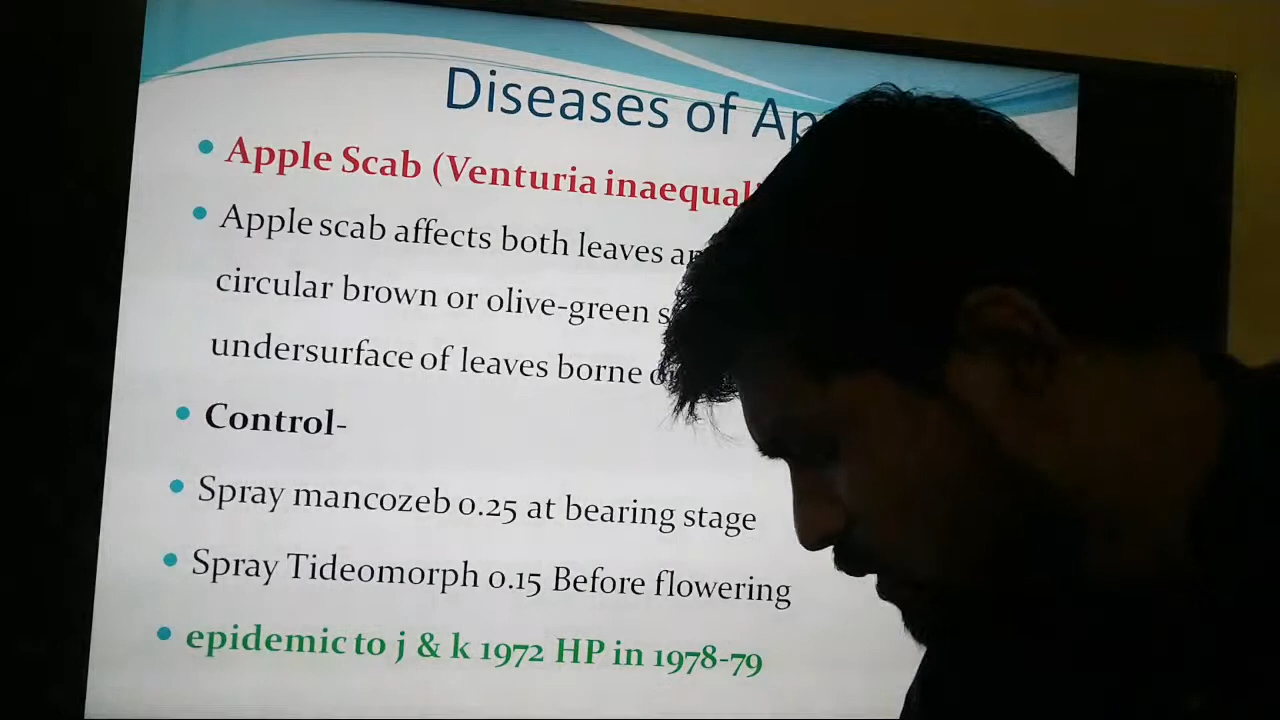 Diseases of Ap
Apple Scab (Venturia inaequali
Apple scab affects both leaves an
circular brown or olive-green s
undersurface of leaves borne
Control-
Spray mancozeb 0.25 at bearing stage
Spray Tideomorph 0.15 Before flowering
epidemic to j & k 1972 HP in 1978-79